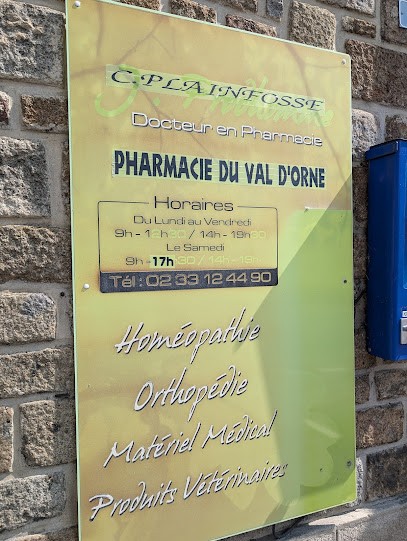 C.PLAINFOSSE
Docteur en Pharmacie
PHARMACIE DU VAL D'ORNE
Horaires
Du Lundi au Vendredi
9h - / 14h - 19h30
Le Samedi
9h -17h
Tél : 02 33 12 44 90
Homéopathie
Orthopédie
Matériel Médical
Produits Vétérinaires